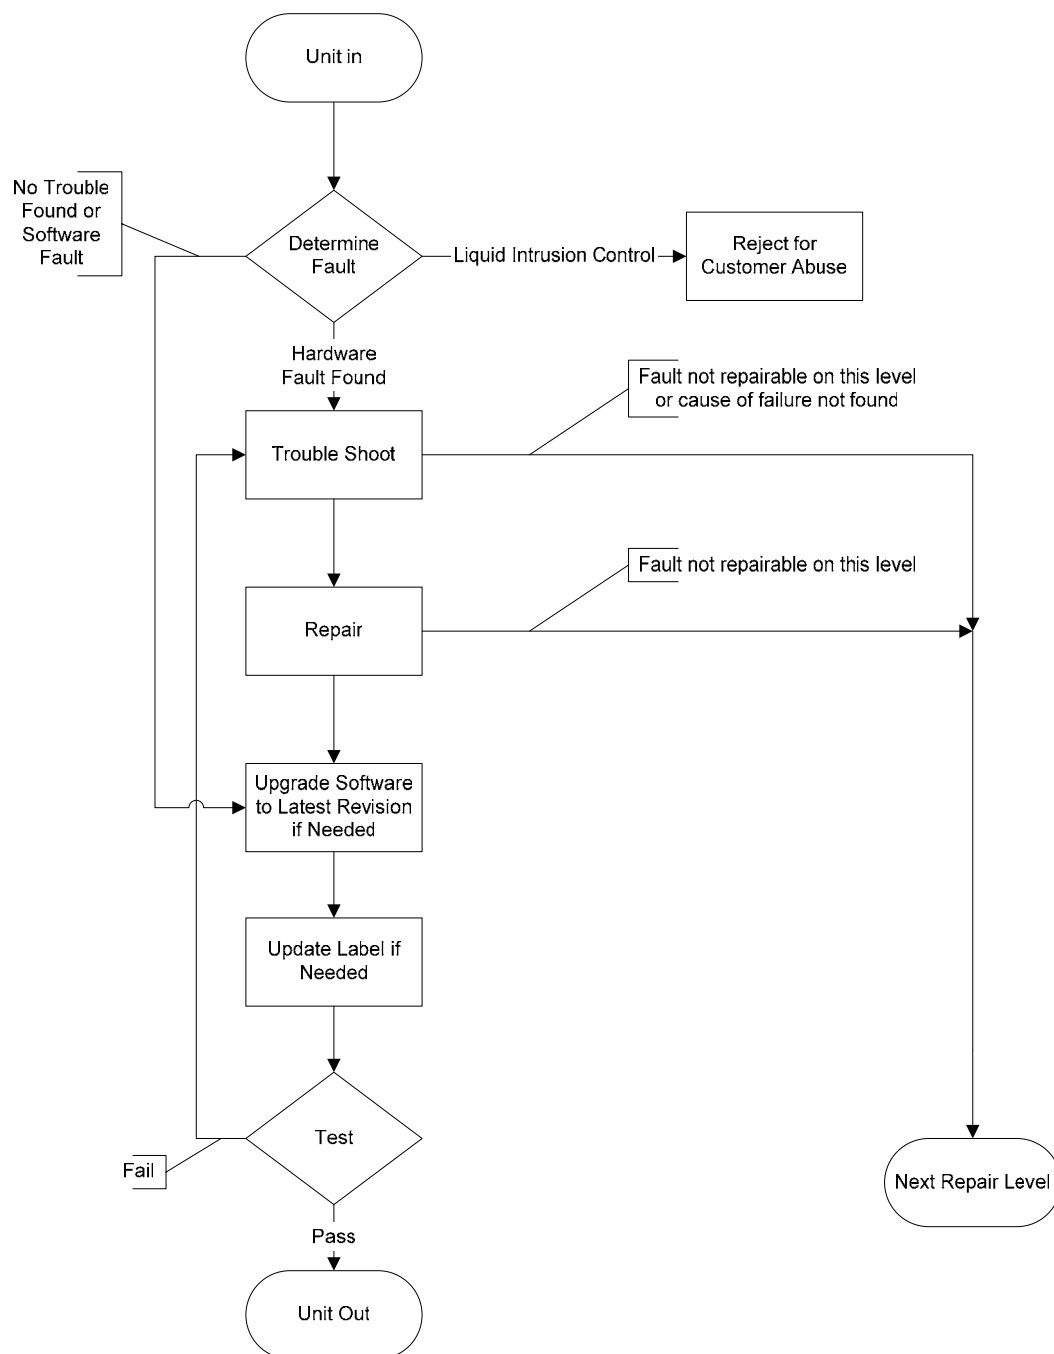 Unit in
No Trouble
Found or
Software
Fault
Determine
Fault
Liquid Intrusion Control
Reject for
Customer Abuse
Hardware
Fault Found
Fault not repairable on this level
or cause of failure not found
Trouble Shoot
Fault not repairable on this level
Repair
Upgrade Software
to Latest Revision
if Needed
Update Label if
Needed
Test
Fail
Next Repair Level
Pass
Unit Out